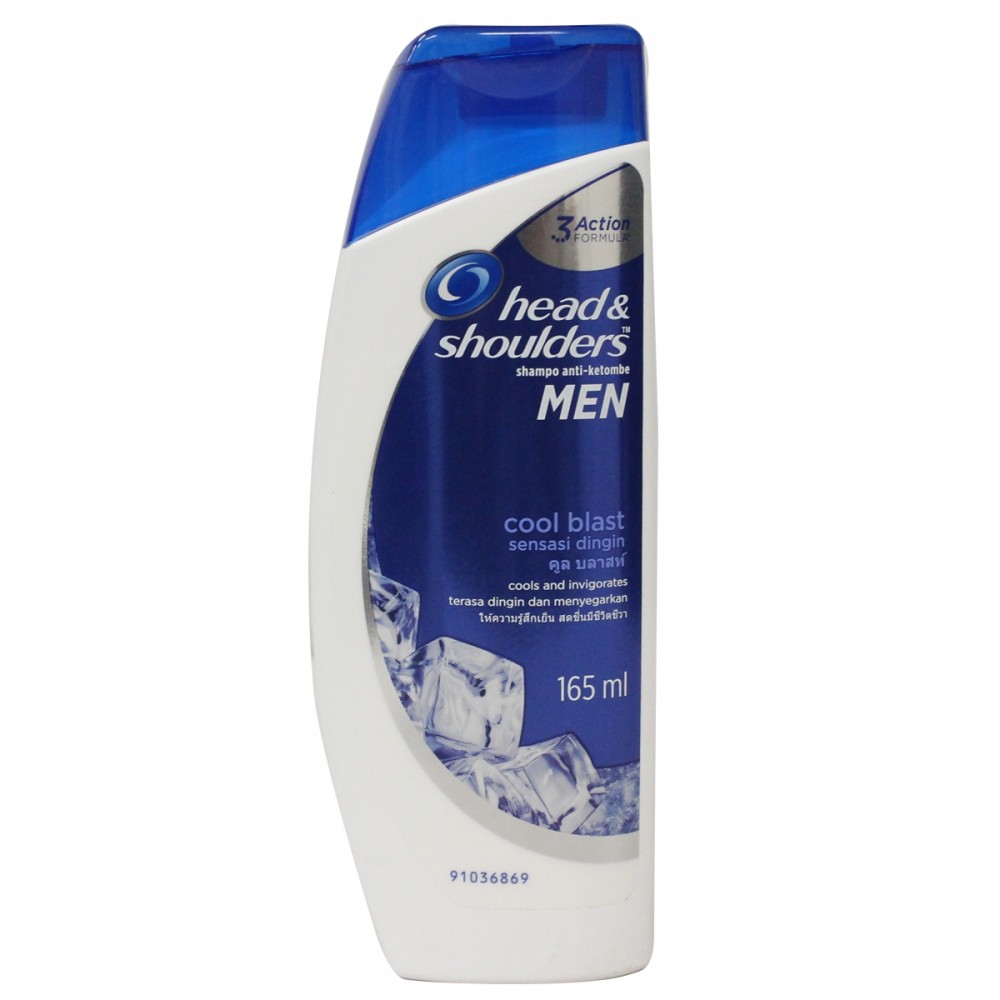 3 Action
FORMULA
head &
shoulders™
shampo anti-ketombe
MEN
cool blast
sensasi dingin
คูล บลาสท์
cools and invigorates
terasa dingin dan menyegarkan
ให้ความรู้สึกเย็น สดชื่นมีชีวิตชีวา
165 ml
91036869